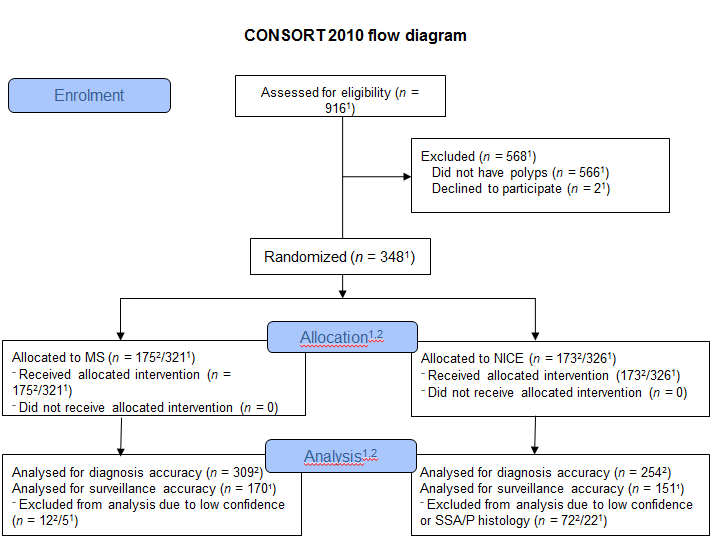 CONSORT 2010 flow diagram
Enrolment
Assessed for eligibility (n =
916¹)
Excluded (n = 568¹)
Did not have polyps (n = 566¹)
Declined to participate (n = 2¹)
Randomized (n = 348¹)
Allocation¹,²
Allocated to MS (n = 175²/321¹)
- Received allocated intervention (n =
175²/321¹)
- Did not receive allocated intervention (n = 0)
Allocated to NICE (n = 173²/326¹)
- Received allocated intervention (173²/326¹)
- Did not receive allocated intervention (n = 0)
Analysis¹,²
Analysed for diagnosis accuracy (n = 309²)
Analysed for surveillance accuracy (n = 170¹)
- Excluded from analysis due to low confidence
(n = 12²/5¹)
Analysed for diagnosis accuracy (n = 254²)
Analysed for surveillance accuracy (n = 151¹)
- Excluded from analysis due to low confidence
or SSA/P histology (n = 72²/22¹)